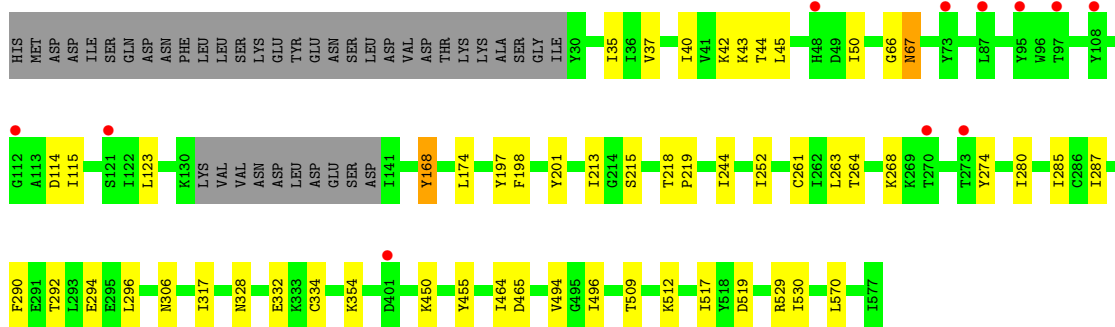 HIS MET ASP ASP ILE SER GLN ASP ASN PHE LEU LEU SER LYS GLU TYR GLU ASN SER LEU ASP VAL ASP THR LYS LYS ALA SER GLY ILE Y30 I35 I36 V37 I40 V41 K42 K43 T44 L45 H48 D49 I50 G66 N67 Y73 L87 Y95 W96 T97 Y108
G112 A113 D114 I115 S121 I122 L123 K130 LYS VAL VAL ASN ASP LEU ASP GLU SER ASP I141 Y168 L174 Y197 F198 Y201 I213 G214 S215 T218 P219 I244 I252 C261 I262 L263 T264 K268 K269 T270 T273 Y274 I280 I285 C286 I287
F290 E291 T292 L293 E294 E295 L296 N306 I317 N328 E332 K333 C334 K354 D401 K450 Y455 I464 D465 V494 G495 I496 T509 K512 I517 Y518 D519 R529 I530 L570 I577